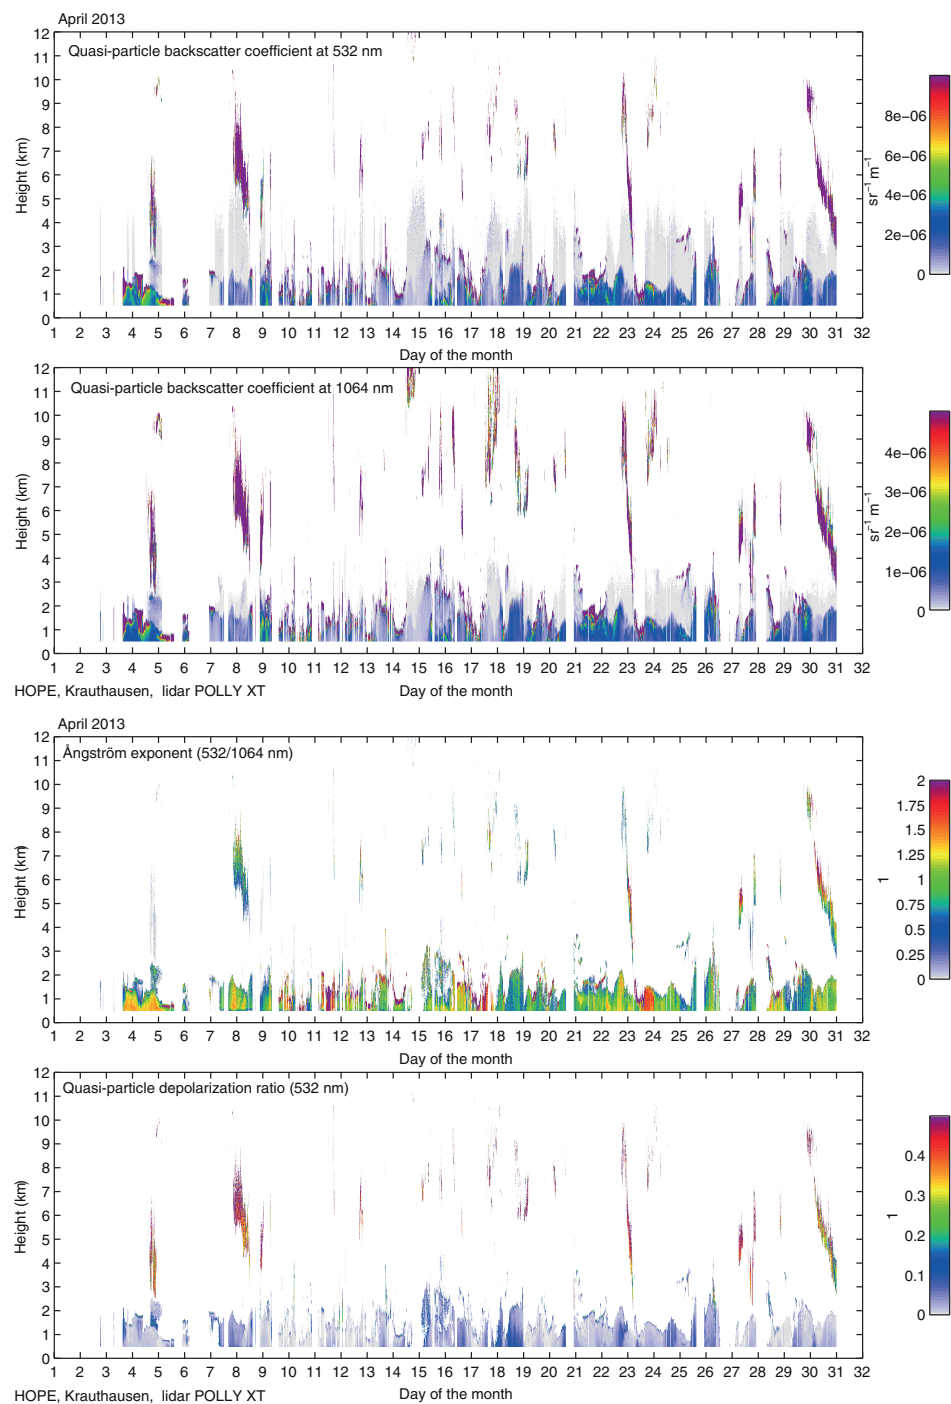 April 2013
Quasi-particle backscatter coefficient at 532 nm
12
11
10
9
8
7
6
5
4
3
2
1
0
Height (km)
8e−06
6e−06
4e−06
2e−06
0
sr⁻¹ m⁻¹
1 2 3 4 5 6 7 8 9 10 11 12 13 14 15 16 17 18 19 20 21 22 23 24 25 26 27 28 29 30 31 32
Day of the month
Quasi-particle backscatter coefficient at 1064 nm
12
11
10
9
8
7
6
5
4
3
2
1
0
Height (km)
4e−06
3e−06
2e−06
1e−06
0
sr⁻¹ m⁻¹
1 2 3 4 5 6 7 8 9 10 11 12 13 14 15 16 17 18 19 20 21 22 23 24 25 26 27 28 29 30 31 32
HOPE, Krauthausen, lidar POLLY XT
Day of the month
April 2013
Ångström exponent (532/1064 nm)
12
11
10
9
8
7
6
5
4
3
2
1
0
Height (km)
2
1.75
1.5
1.25
1
0.75
0.5
0.25
0
1
1 2 3 4 5 6 7 8 9 10 11 12 13 14 15 16 17 18 19 20 21 22 23 24 25 26 27 28 29 30 31 32
Day of the month
Quasi-particle depolarization ratio (532 nm)
12
11
10
9
8
7
6
5
4
3
2
1
0
Height (km)
0.4
0.3
0.2
0.1
0
1
1 2 3 4 5 6 7 8 9 10 11 12 13 14 15 16 17 18 19 20 21 22 23 24 25 26 27 28 29 30 31 32
HOPE, Krauthausen, lidar POLLY XT
Day of the month